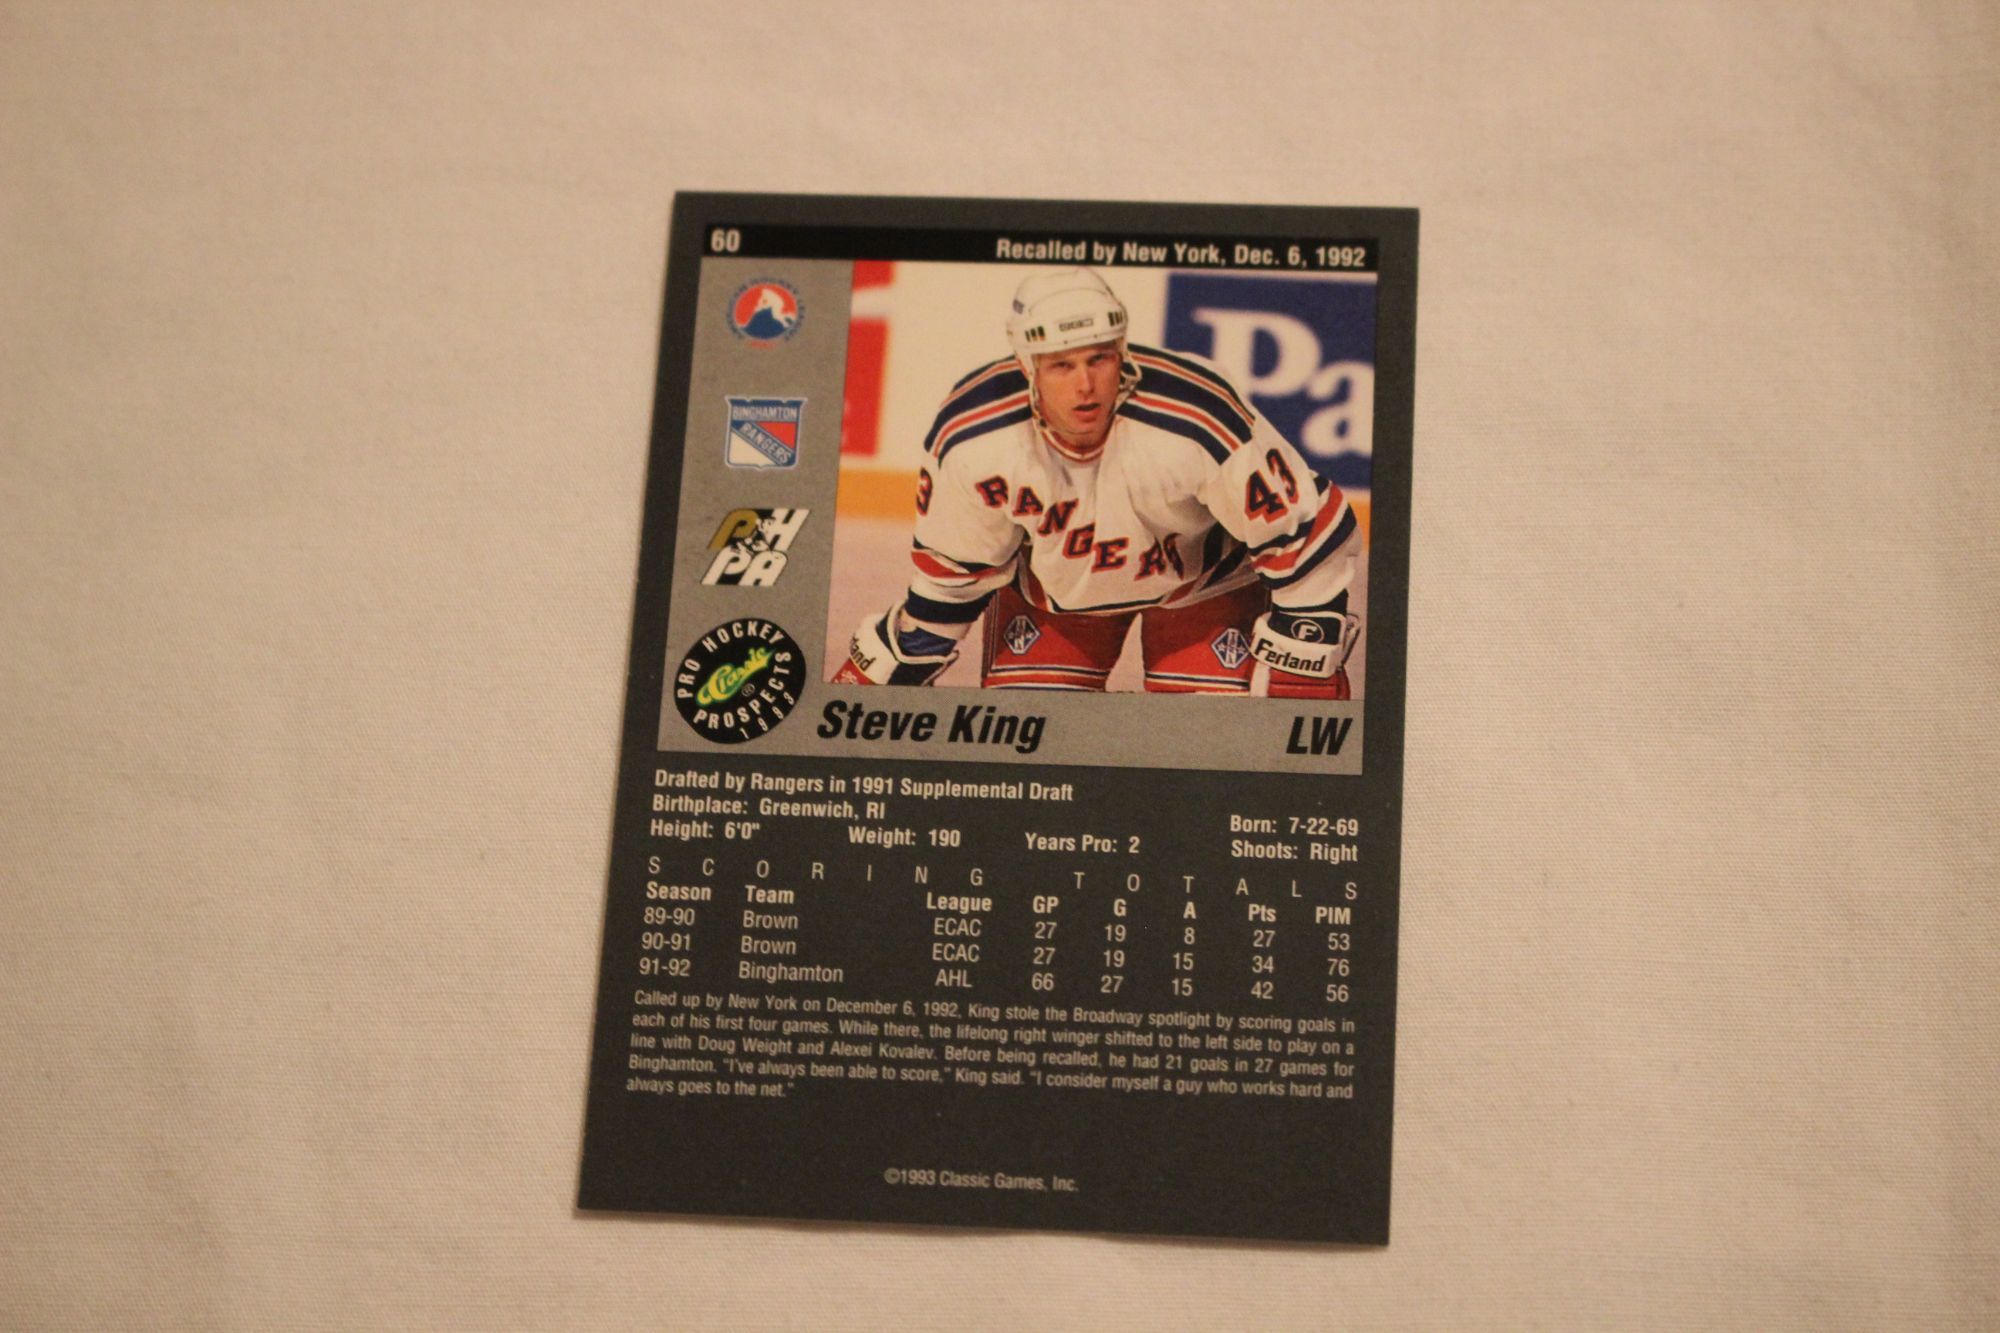 60 Recalled by New York, Dec. 6, 1992
AMERICAN HOCKEY LEAGUE
BINGHAMTON
RANGERS
P H
P A
PRO HOCKEY
Classic ®
PROSPECTS
1993
Pa
43
3
RANGERS
F
Ferland
land
Steve King LW
Drafted by Rangers in 1991 Supplemental Draft
Birthplace: Greenwich, RI Born: 7-22-69
Height: 6'0" Weight: 190 Years Pro: 2 Shoots: Right
SCORING TOTALS
Season Team League GP G A Pts PIM
89-90 Brown ECAC 27 19 8 27 53
90-91 Brown ECAC 27 19 15 34 76
91-92 Binghamton AHL 66 27 15 42 56
Called up by New York on December 6, 1992, King stole the Broadway spotlight by scoring goals in
each of his first four games. While there, the lifelong right winger shifted to the left side to play on a
line with Doug Weight and Alexei Kovalev. Before being recalled, he had 21 goals in 27 games for
Binghamton. "I've always been able to score," King said. "I consider myself a guy who works hard and
always goes to the net."
©1993 Classic Games, Inc.